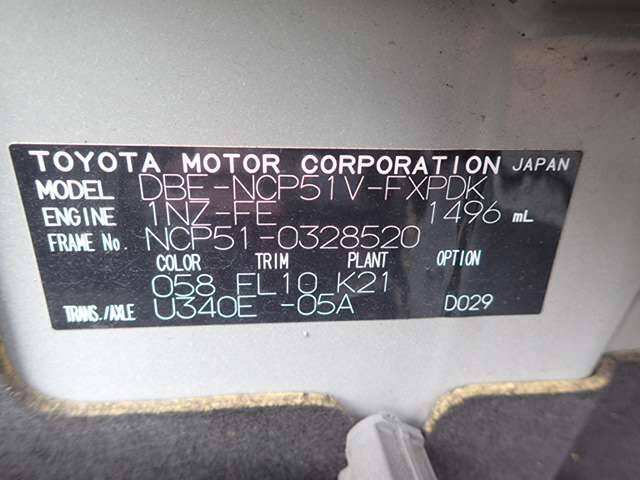 TOYOTA MOTOR CORPORATION JAPAN
MODEL DBE-NCP51V-FXPDK
ENGINE 1NZ-FE 1496 mL
FRAME No. NCP51-0328520
COLOR TRIM PLANT OPTION
058 FL10 K21
TRANS./AXLE U340E -05A D029